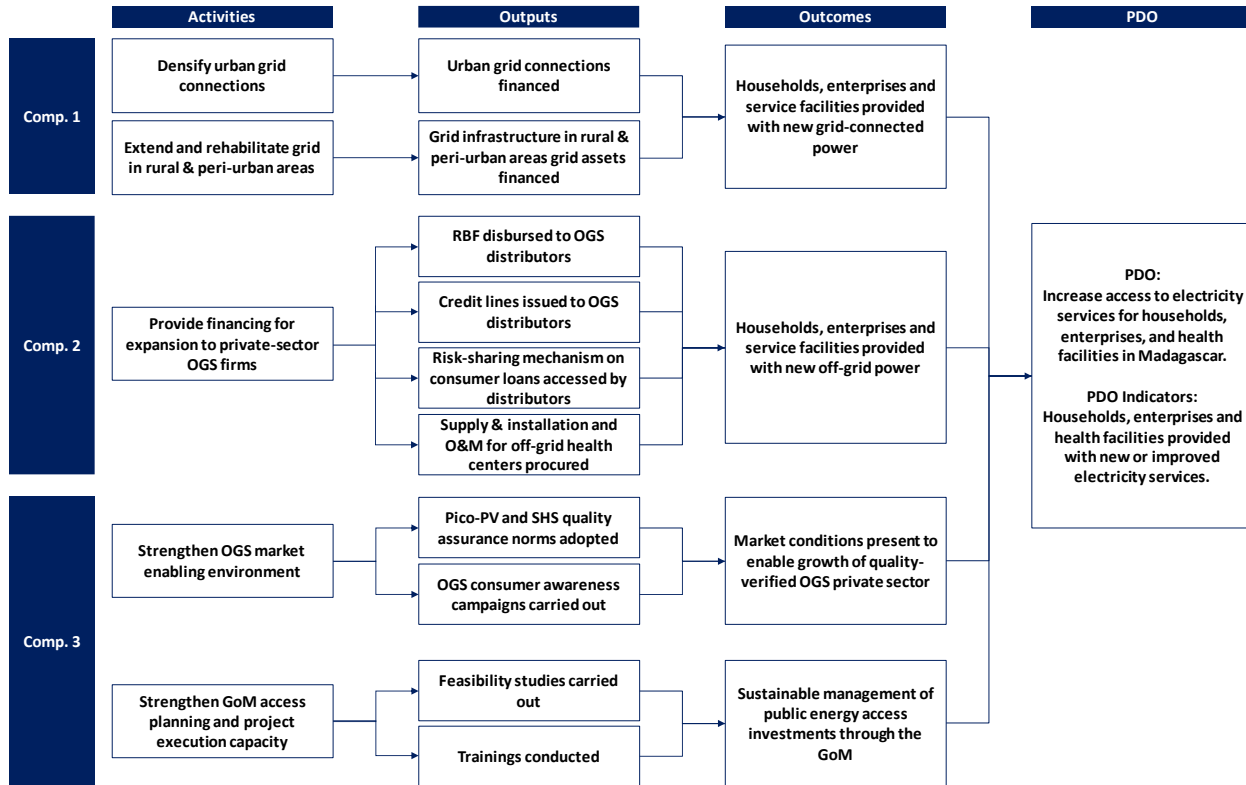 Activities
Outputs
Outcomes
PDO
Comp. 1
Densify urban grid
connections
Urban grid connections
financed
Extend and rehabilitate grid
in rural & peri-urban areas
Grid infrastructure in rural &
peri-urban areas grid assets
financed
Households, enterprises and
service facilities provided
with new grid-connected
power
Comp. 2
Provide financing for
expansion to private-sector
OGS firms
RBF disbursed to OGS
distributors
Credit lines issued to OGS
distributors
Risk-sharing mechanism on
consumer loans accessed by
distributors
Supply & installation and
O&M for off-grid health
centers procured
Households, enterprises and
service facilities provided
with new off-grid power
Comp. 3
Strengthen OGS market
enabling environment
Pico-PV and SHS quality
assurance norms adopted
OGS consumer awareness
campaigns carried out
Market conditions present to
enable growth of quality-
verified OGS private sector
Strengthen GoM access
planning and project
execution capacity
Feasibility studies carried
out
Trainings conducted
Sustainable management of
public energy access
investments through the
GoM
PDO:
Increase access to electricity
services for households,
enterprises, and health
facilities in Madagascar.
PDO Indicators:
Households, enterprises and
health facilities provided
with new or improved
electricity services.